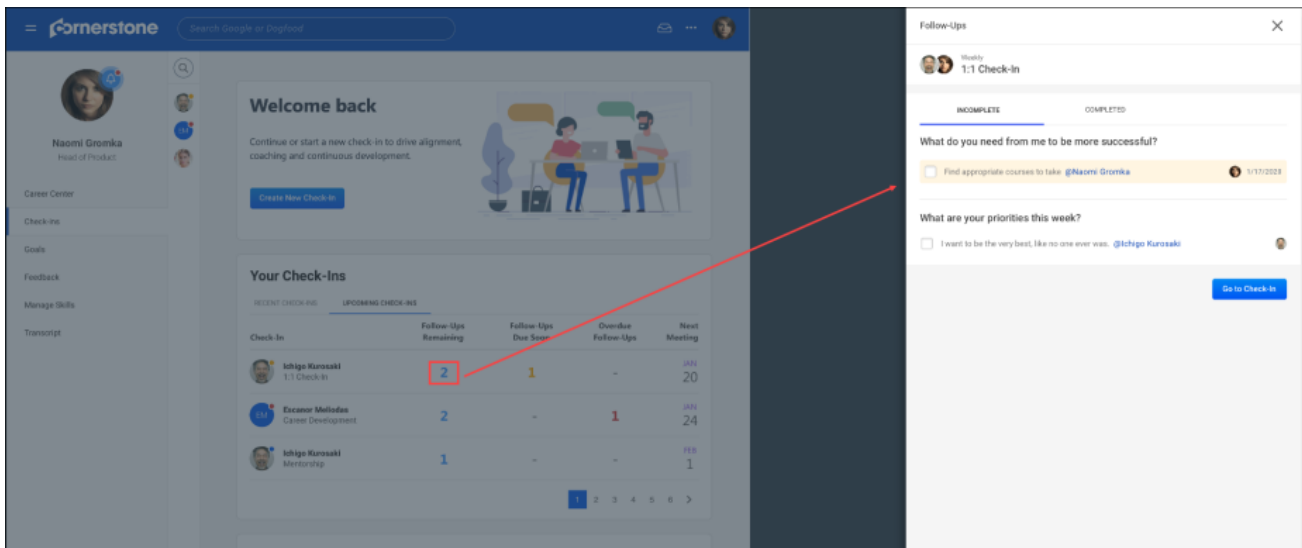 cornerstone
Search Google or Dogfood
Naomi Gromka
Head of Product
Career Center
Check-Ins
Goals
Feedback
Manage Skills
Transcript
EM
Welcome back
Continue or start a new check-in to drive alignment,
coaching and continuous development.
Create New Check-In
Your Check-Ins
RECENT CHECK-INS UPCOMING CHECK-INS
Check-In Follow-Ups Remaining Follow-Ups Due Soon Overdue Follow-Ups Next Meeting
Ichigo Kurosaki
1:1 Check-In
2 1 - JAN 20
EM
Escanor Meliodas
Career Development
2 - 1 JAN 24
Ichigo Kurosaki
Mentorship
1 - - FEB 1
1 2 3 4 5 6 >
Follow-Ups
Weekly
1:1 Check-In
INCOMPLETE COMPLETED
What do you need from me to be more successful?
Find appropriate courses to take @Naomi Gromka 1/17/2023
What are your priorities this week?
I want to be the very best, like no one ever was. @Ichigo Kurosaki
Go to Check-In